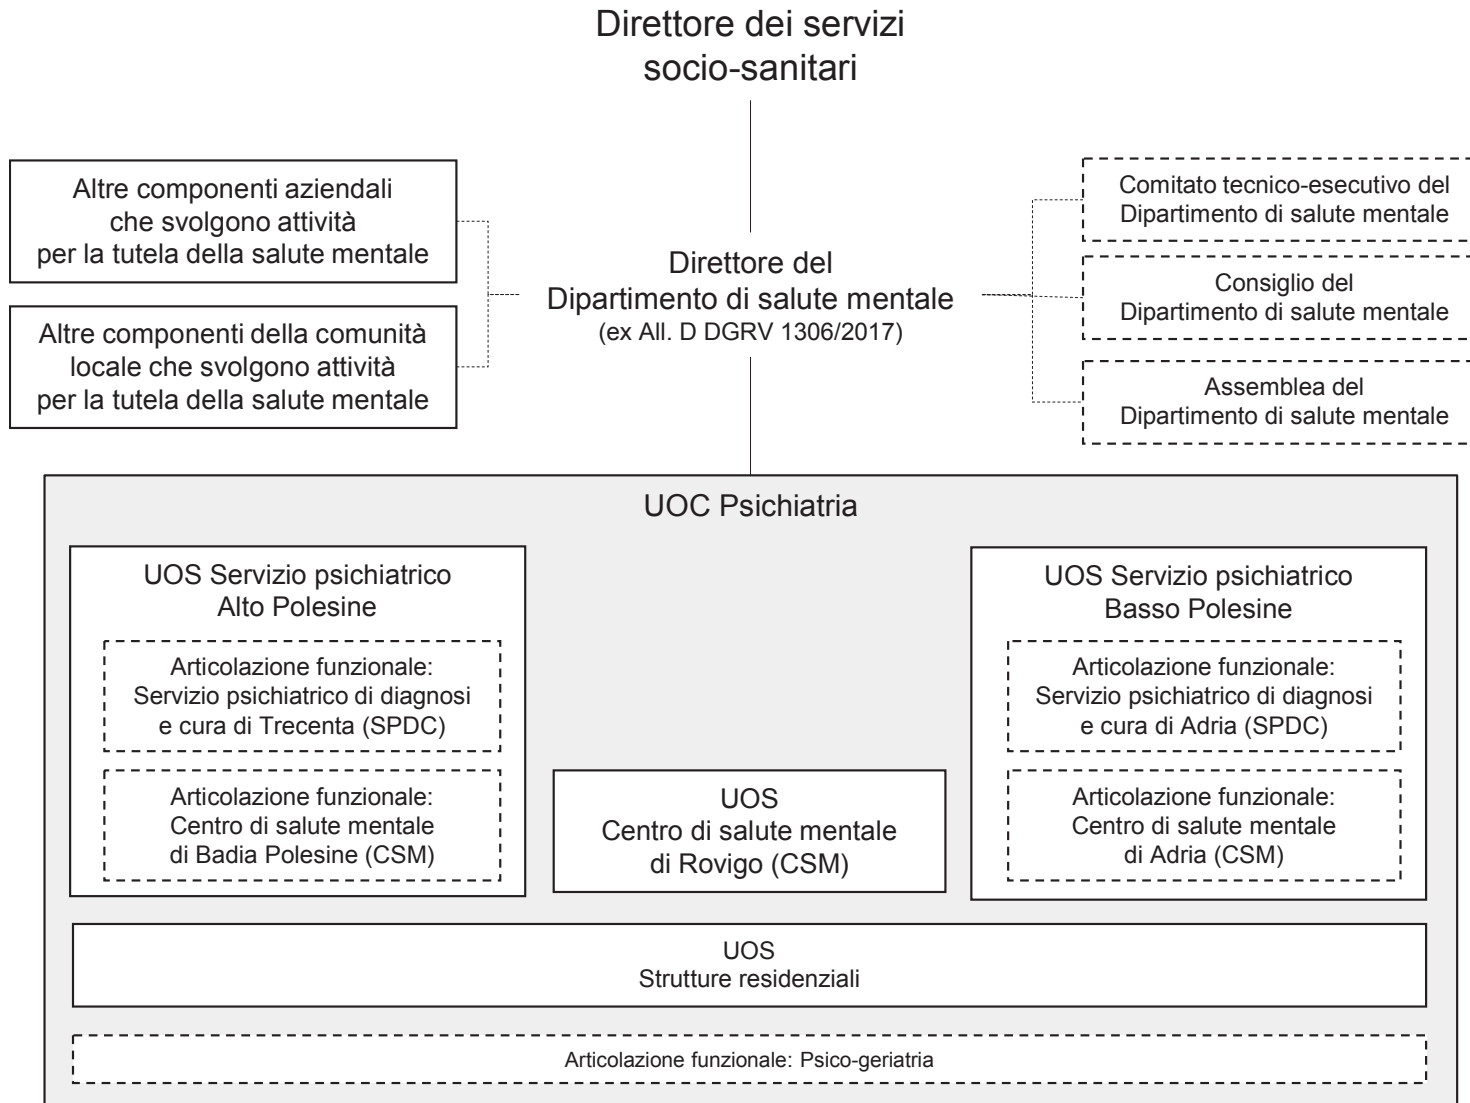 Direttore dei servizi
socio-sanitari
Altre componenti aziendali
che svolgono attività
per la tutela della salute mentale
Altre componenti della comunità
locale che svolgono attività
per la tutela della salute mentale
Direttore del
Dipartimento di salute mentale
(ex All. D DGRV 1306/2017)
Comitato tecnico-esecutivo del
Dipartimento di salute mentale
Consiglio del
Dipartimento di salute mentale
Assemblea del
Dipartimento di salute mentale
UOC Psichiatria
UOS Servizio psichiatrico
Alto Polesine
Articolazione funzionale:
Servizio psichiatrico di diagnosi
e cura di Trecenta (SPDC)
Articolazione funzionale:
Centro di salute mentale
di Badia Polesine (CSM)
UOS
Centro di salute mentale
di Rovigo (CSM)
UOS Servizio psichiatrico
Basso Polesine
Articolazione funzionale:
Servizio psichiatrico di diagnosi
e cura di Adria (SPDC)
Articolazione funzionale:
Centro di salute mentale
di Adria (CSM)
UOS
Strutture residenziali
Articolazione funzionale: Psico-geriatria